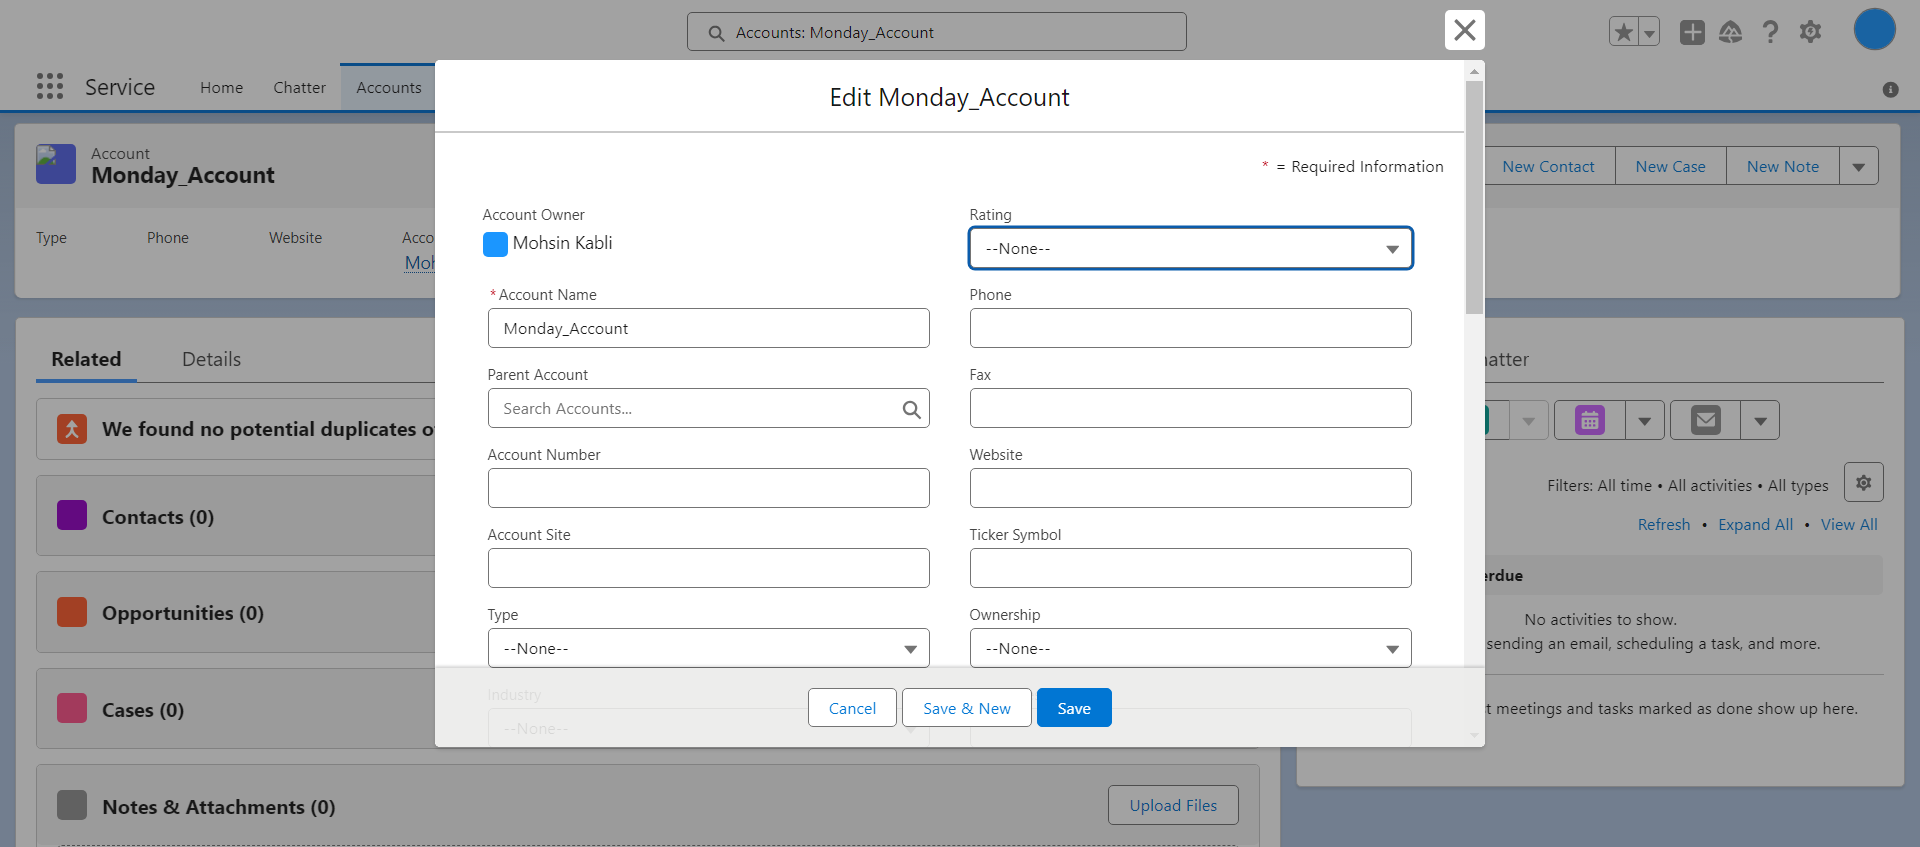 Accounts: Monday_Account
Service
Home
Chatter
Accounts
Edit Monday_Account
* = Required Information
Account
Monday_Account
New Contact
New Case
New Note
Type
Phone
Website
Acco
Moh
Account Owner
Mohsin Kabli
Rating
--None--
*Account Name
Monday_Account
Phone
Parent Account
Search Accounts...
Fax
Account Number
Website
Account Site
Ticker Symbol
Type
--None--
Ownership
--None--
Industry
--None--
Cancel
Save & New
Save
Related
Details
We found no potential duplicates o
Contacts (0)
Opportunities (0)
Cases (0)
Notes & Attachments (0)
Upload Files
atter
Filters: All time • All activities • All types
Refresh • Expand All • View All
erdue
No activities to show.
sending an email, scheduling a task, and more.
t meetings and tasks marked as done show up here.